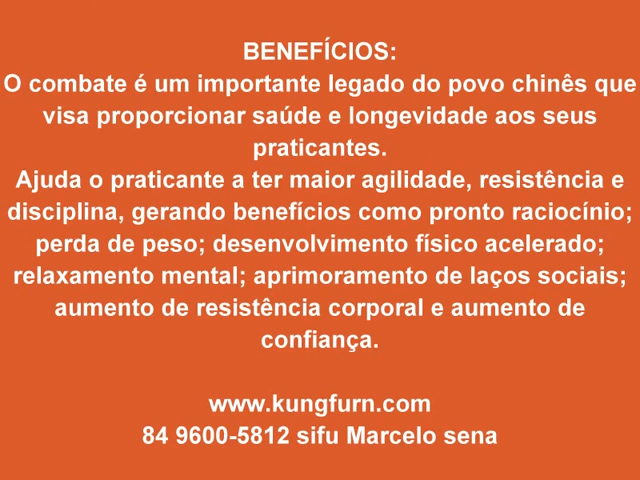 BENEFÍCIOS:
O combate é um importante legado do povo chinês que
visa proporcionar saúde e longevidade aos seus
praticantes.
Ajuda o praticante a ter maior agilidade, resistência e
disciplina, gerando benefícios como pronto raciocínio;
perda de peso; desenvolvimento físico acelerado;
relaxamento mental; aprimoramento de laços sociais;
aumento de resistência corporal e aumento de
confiança.
www.kungfurn.com
84 9600-5812 sifu Marcelo sena